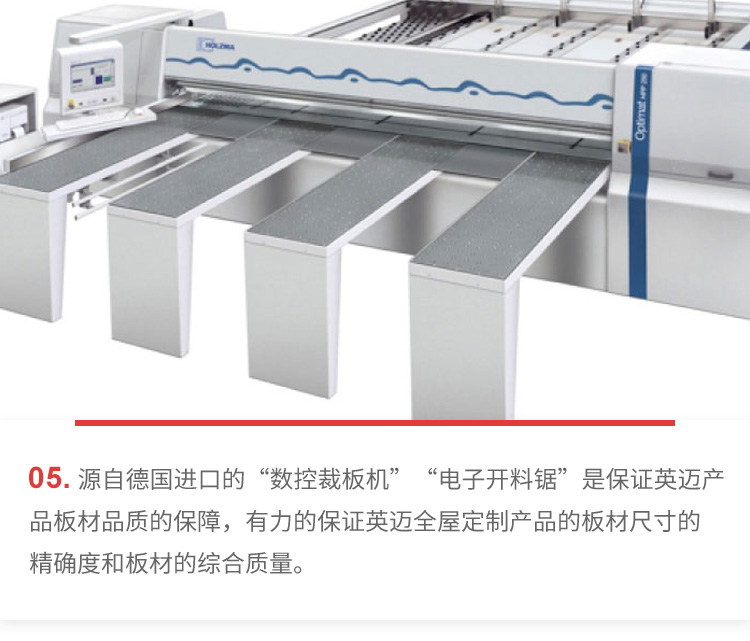 HOLZMA
Optimat HPP 250
05. 源自德国进口的“数控裁板机”“电子开料锯”是保证英迈产
品板材品质的保障，有力的保证英迈全屋定制产品的板材尺寸的
精确度和板材的综合质量。